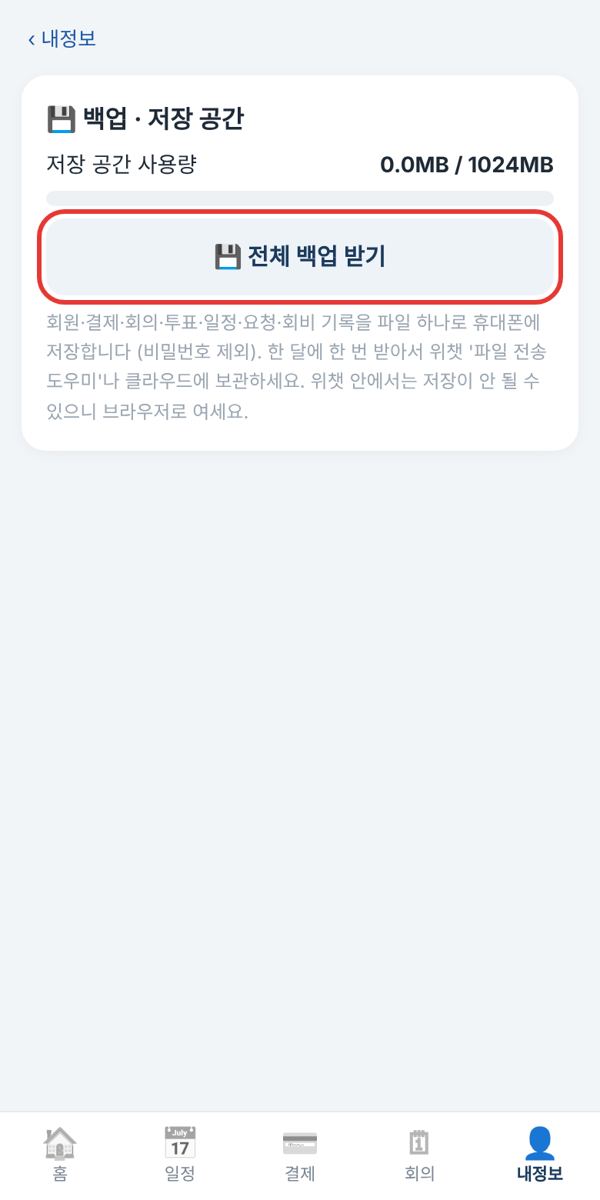 ‹ 내정보
백업 · 저장 공간
저장 공간 사용량 0.0MB / 1024MB
전체 백업 받기
회원·결제·회의·투표·일정·요청·회비 기록을 파일 하나로 휴대폰에
저장합니다 (비밀번호 제외). 한 달에 한 번 받아서 위챗 '파일 전송
도우미'나 클라우드에 보관하세요. 위챗 안에서는 저장이 안 될 수
있으니 브라우저로 여세요.
July
17
1
홈 일정 결제 회의 내정보